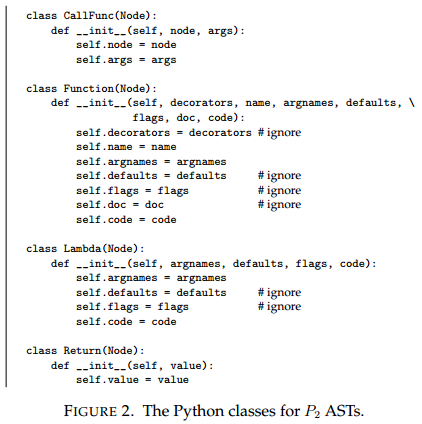 class CallFunc(Node):
    def __init__(self, node, args):
        self.node = node
        self.args = args
class Function(Node):
    def __init__(self, decorators, name, argnames, defaults, \
                 flags, doc, code):
        self.decorators = decorators # ignore
        self.name = name
        self.argnames = argnames
        self.defaults = defaults     # ignore
        self.flags = flags           # ignore
        self.doc = doc               # ignore
        self.code = code
class Lambda(Node):
    def __init__(self, argnames, defaults, flags, code):
        self.argnames = argnames
        self.defaults = defaults     # ignore
        self.flags = flags           # ignore
        self.code = code
class Return(Node):
    def __init__(self, value):
        self.value = value
FIGURE 2. The Python classes for P2 ASTs.